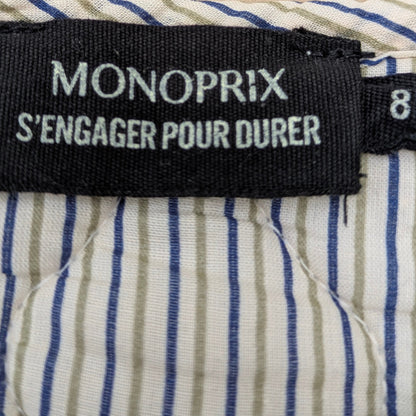 MONOPRIX
S'ENGAGER POUR DURER
8